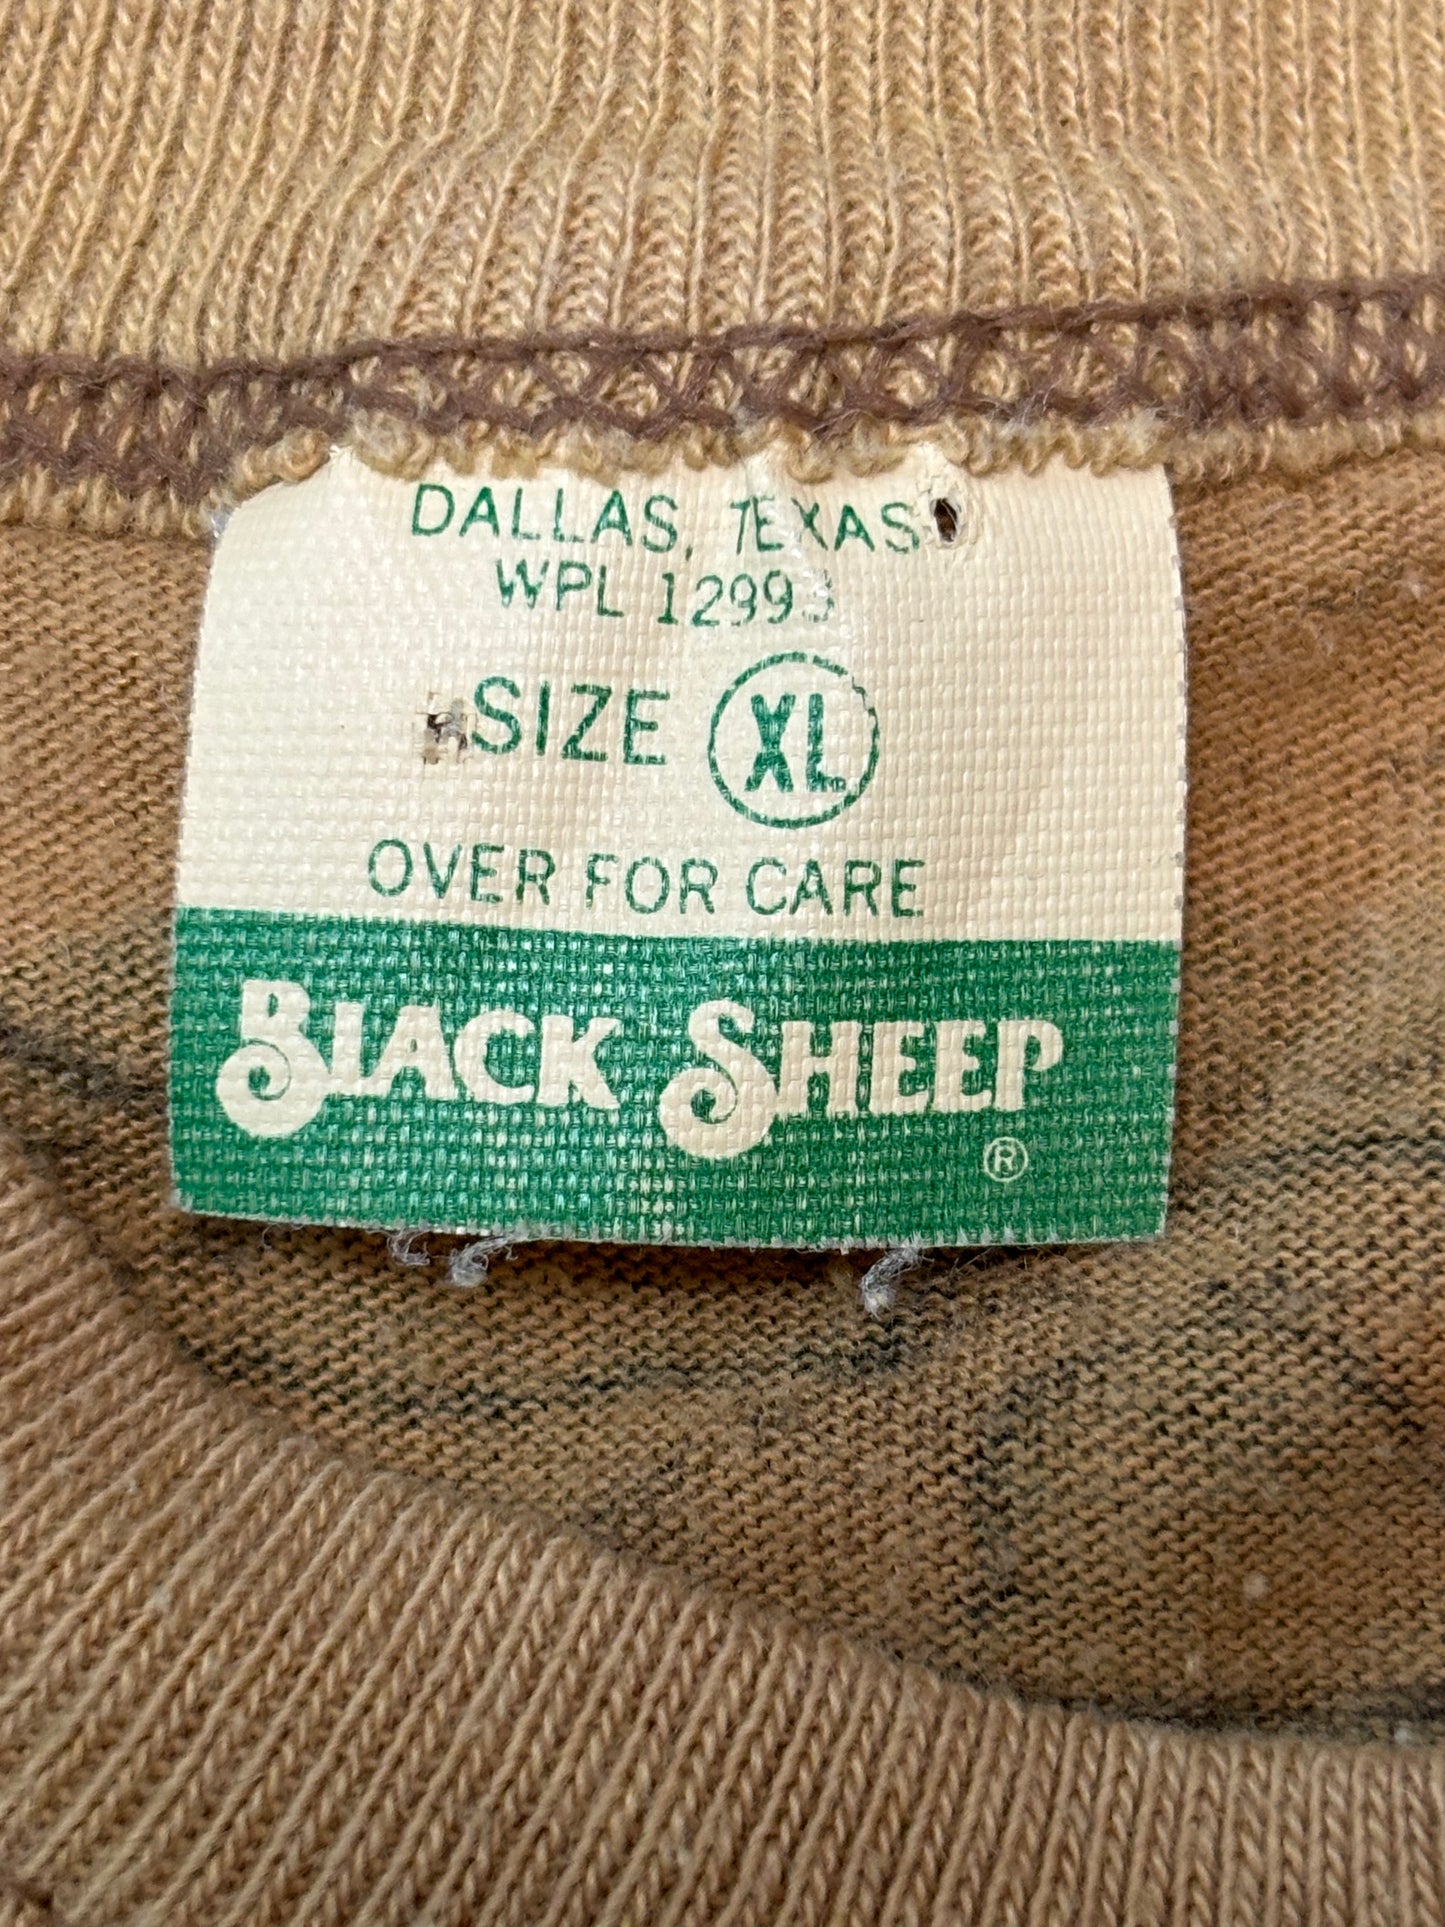 DALLAS, TEXAS
WPL 12993
SIZE XL
OVER FOR CARE
BLACK SHEEP
®